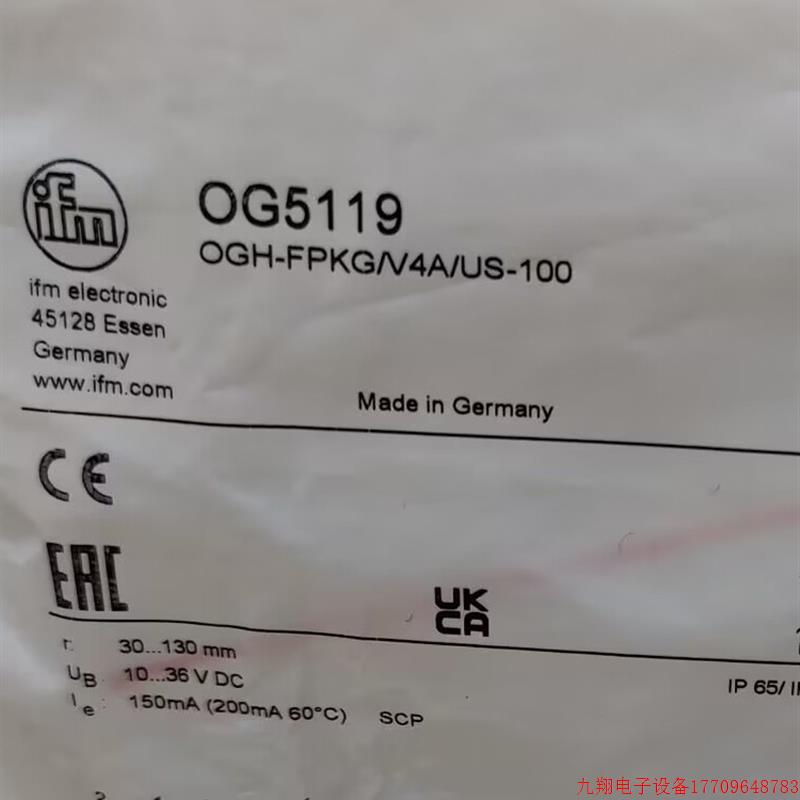 ifm
OG5119
OGH-FPKG/V4A/US-100
ifm electronic
45128 Essen
Germany
www.ifm.com
Made in Germany
CE
EAC
UK
CA
r: 30...130 mm
UB: 10...36 V DC
Ie: 150mA (200mA 60°C) SCP
IP 65/
九翔电子设备17709648783